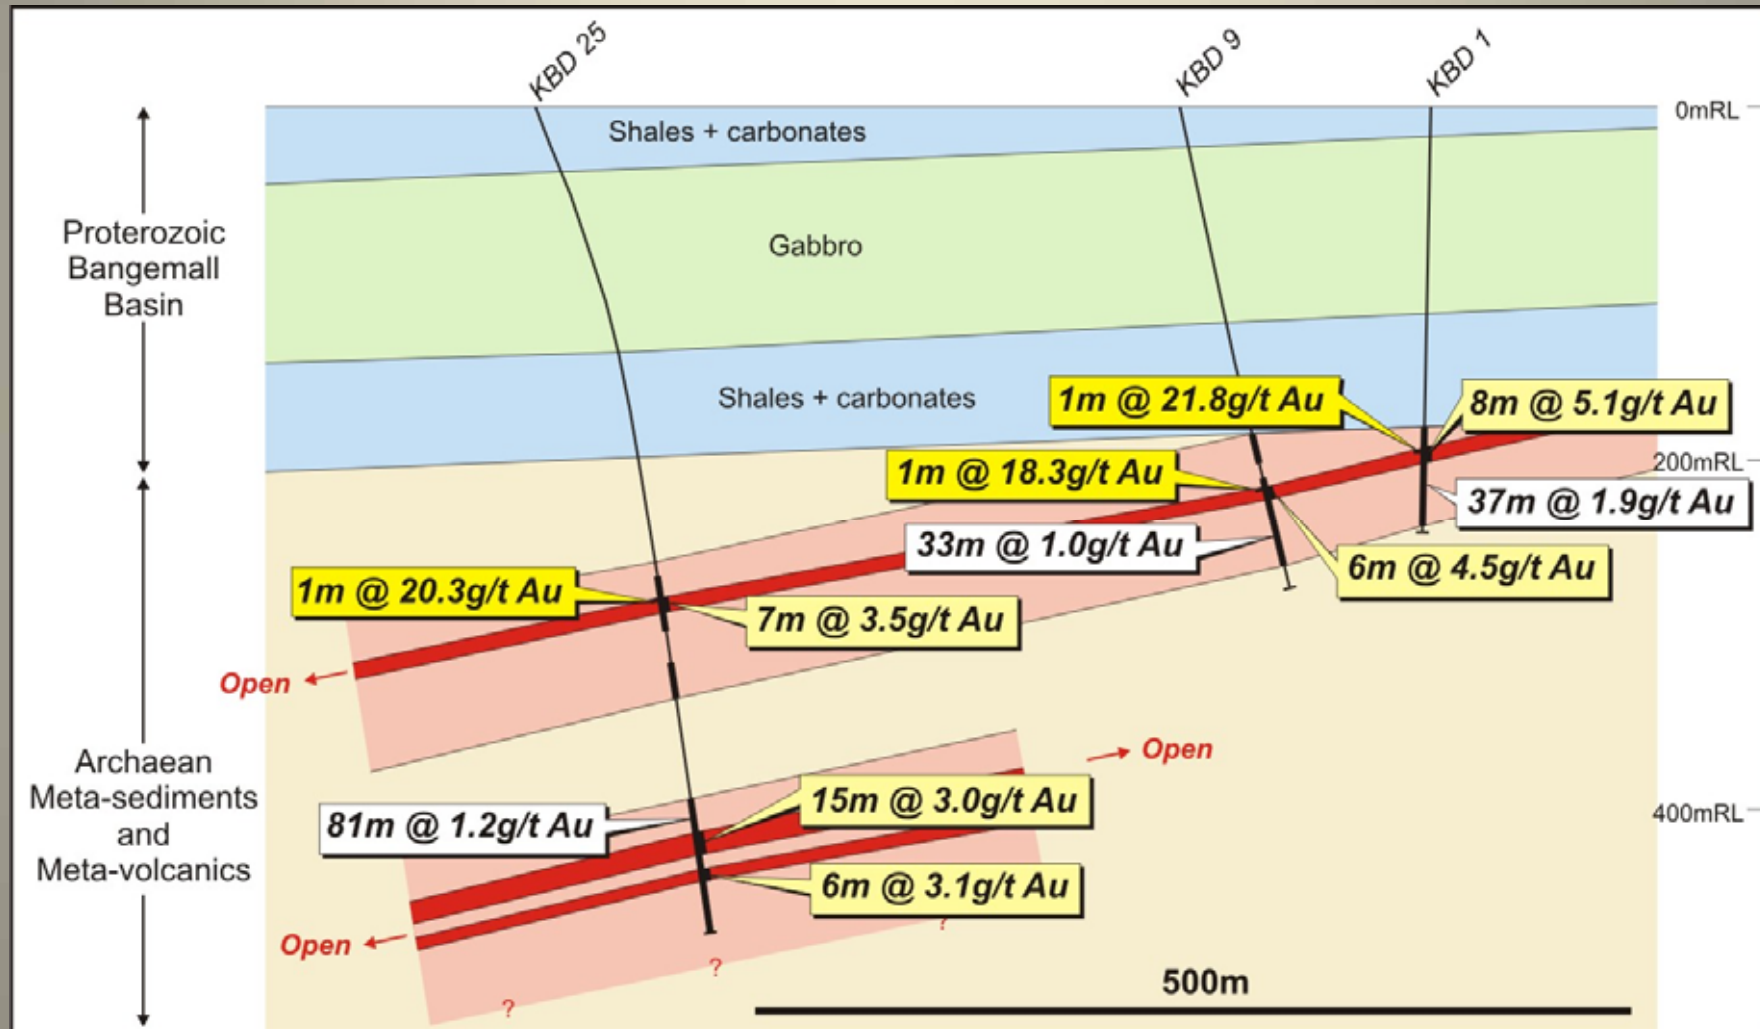 KBD 25
KBD 9
KBD 1
0mRL
Shales + carbonates
Proterozoic
Bangemall
Basin
Gabbro
Shales + carbonates
1m @ 21.8g/t Au
8m @ 5.1g/t Au
200mRL
1m @ 18.3g/t Au
37m @ 1.9g/t Au
33m @ 1.0g/t Au
6m @ 4.5g/t Au
1m @ 20.3g/t Au
7m @ 3.5g/t Au
Open
Open
Archaean
Meta-sediments
and
Meta-volcanics
15m @ 3.0g/t Au
400mRL
81m @ 1.2g/t Au
6m @ 3.1g/t Au
?
Open
?
?
500m